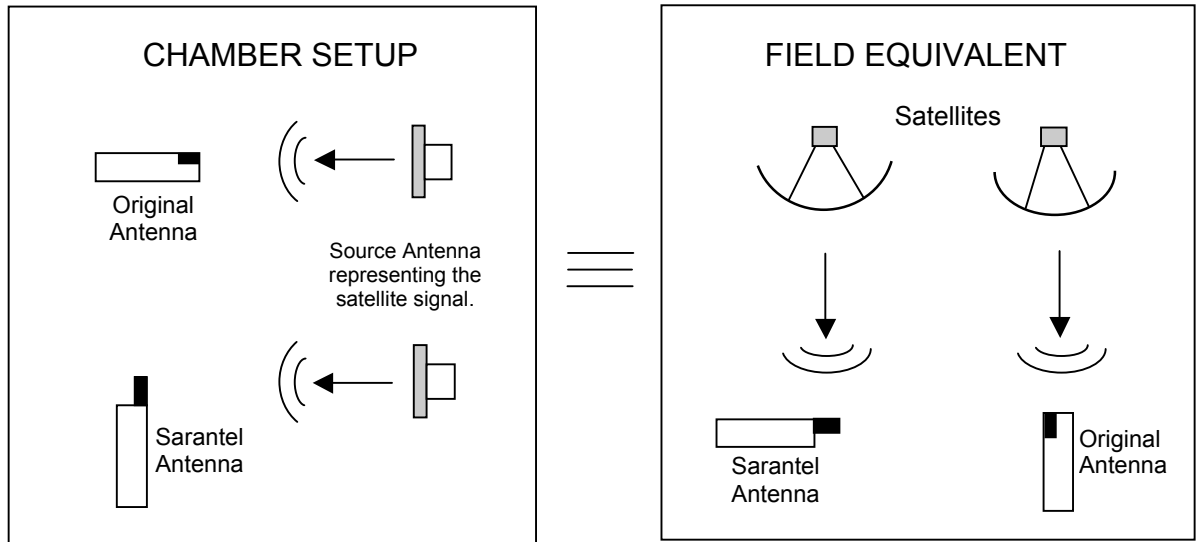 CHAMBER SETUP
Original
Antenna
Source Antenna
representing the
satellite signal.
Sarantel
Antenna
FIELD EQUIVALENT
Satellites
Sarantel
Antenna
Original
Antenna